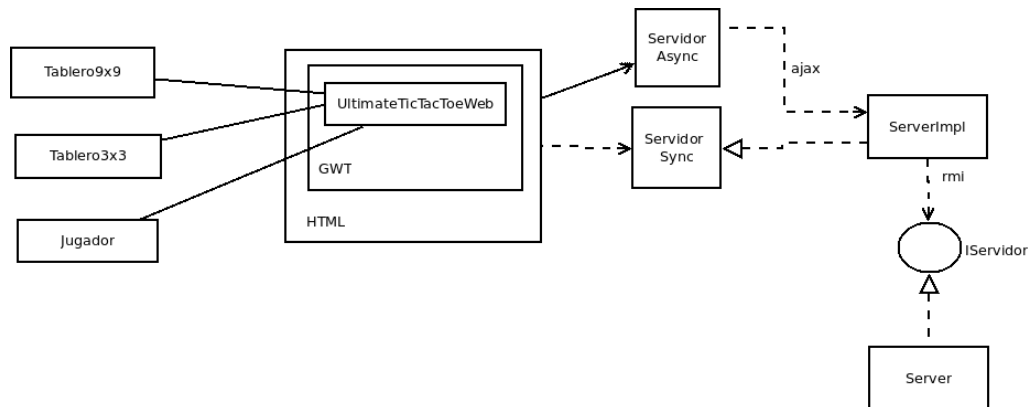 Servidor
Async
Tablero9x9
ajax
UltimateTicTacToeWeb
ServerImpl
Tablero3x3
Servidor
Sync
GWT
rmi
HTML
Jugador
IServidor
Server